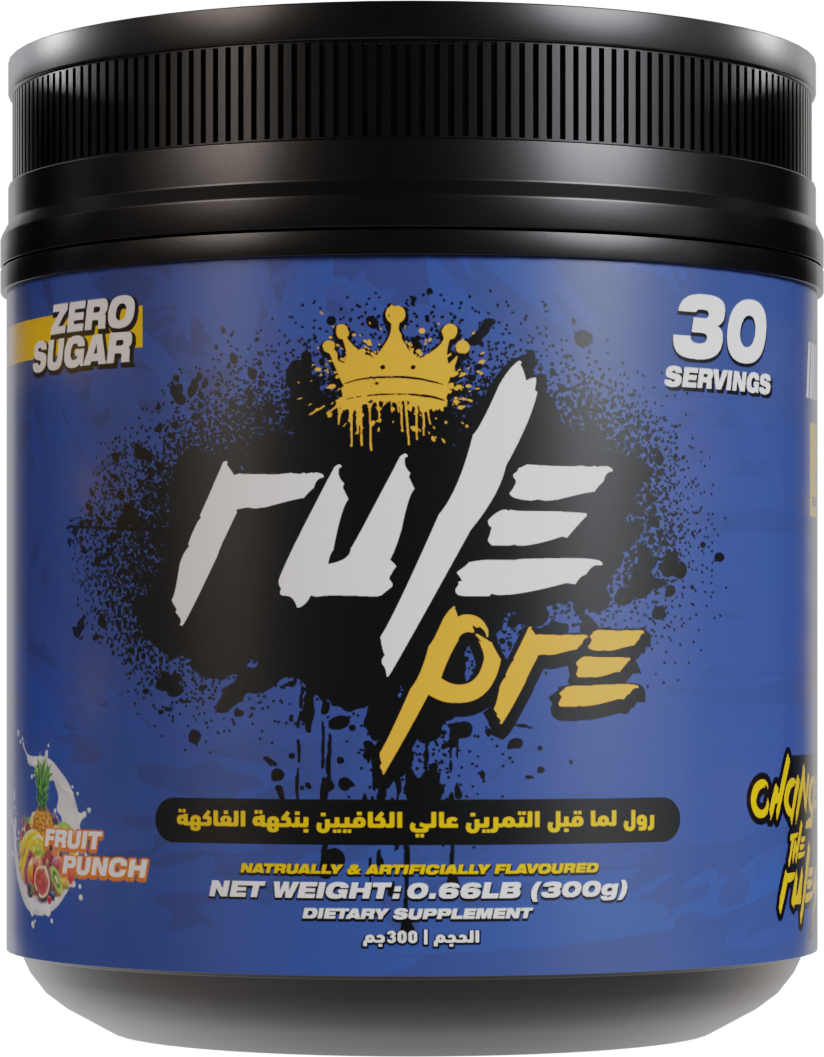 ZERO
SUGAR
30
SERVINGS
rule
pre
رول لما قبل التمرين عالي الكافيين بنكهة الفاكهة
FRUIT
PUNCH
NATRUALLY & ARTIFICIALLY FLAVOURED
NET WEIGHT: 0.66LB (300g)
DIETARY SUPPLEMENT
الحجم | 300جم
THE